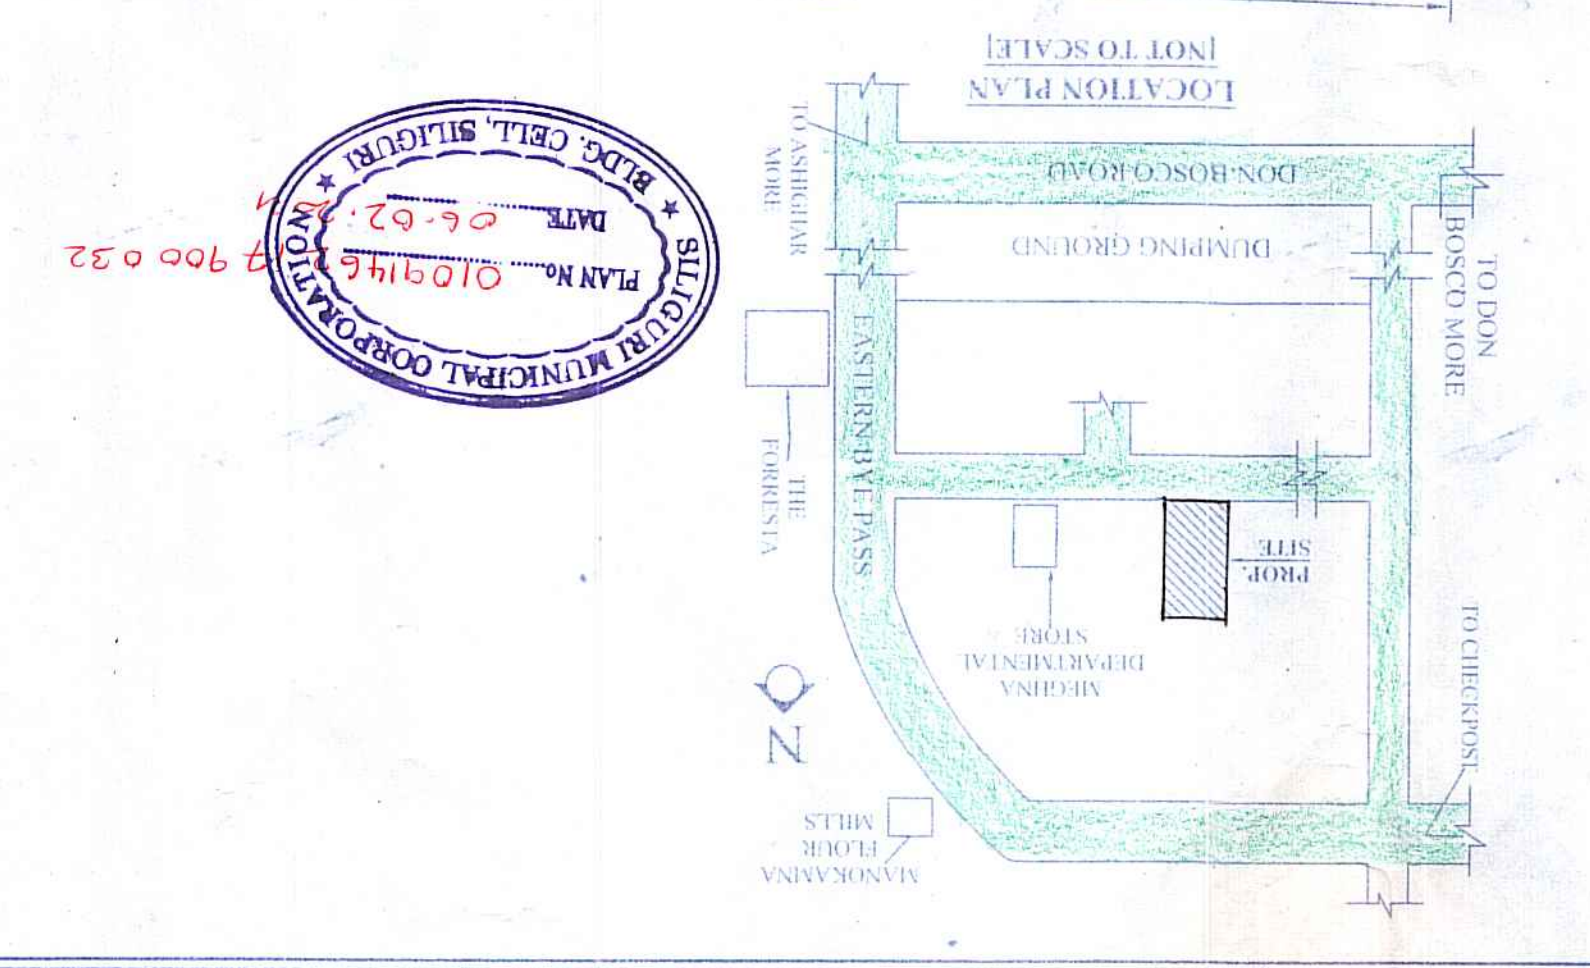 MANOKAMNA
FLOUR
MILLS
TO CHECKPOST
N
MEGHNA
DEPARTMENTAL
STORE
PROP.
SITE
THE
FORRESTA
EASTERN BYE PASS
TO DON
BOSCO MORE
DUMPING GROUND
DON-BOSCO ROAD
TO ASHIGHAR
MORE
LOCATION PLAN
[NOT TO SCALE]
SILIGURI MUNICIPAL CORPORATION
PLAN No. 0109146 900032
DATE 06.02.
★ BLDG. CELL, SILIGURI ★